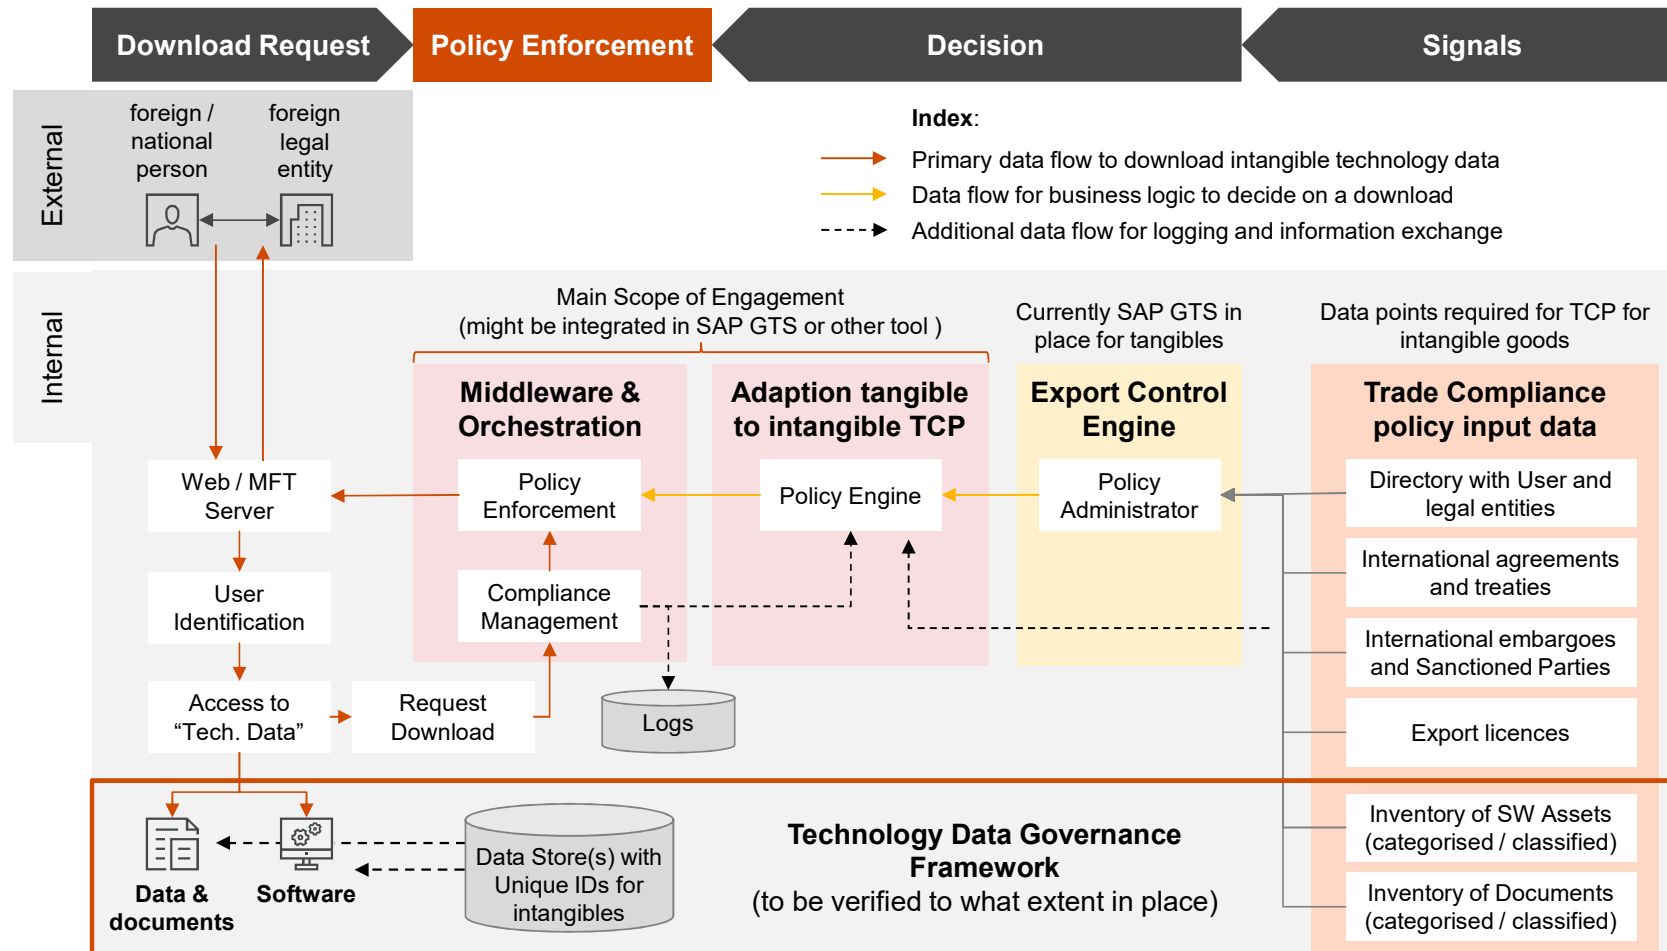 Download Request
Policy Enforcement
Decision
Signals
External
foreign /
national
person
foreign
legal
entity
Index:
Primary data flow to download intangible technology data
Data flow for business logic to decide on a download
Additional data flow for logging and information exchange
Internal
Main Scope of Engagement
(might be integrated in SAP GTS or other tool )
Currently SAP GTS in
place for tangibles
Data points required for TCP for
intangible goods
Middleware &
Orchestration
Adaption tangible
to intangible TCP
Export Control
Engine
Trade Compliance
policy input data
Web / MFT
Server
Policy
Enforcement
Policy Engine
Policy
Administrator
Directory with User and
legal entities
User
Identification
Compliance
Management
International agreements
and treaties
International embargoes
and Sanctioned Parties
Access to
“Tech. Data”
Request
Download
Logs
Export licences
Data &
documents
Software
Data Store(s) with
Unique IDs for
intangibles
Technology Data Governance
Framework
(to be verified to what extent in place)
Inventory of SW Assets
(categorised / classified)
Inventory of Documents
(categorised / classified)